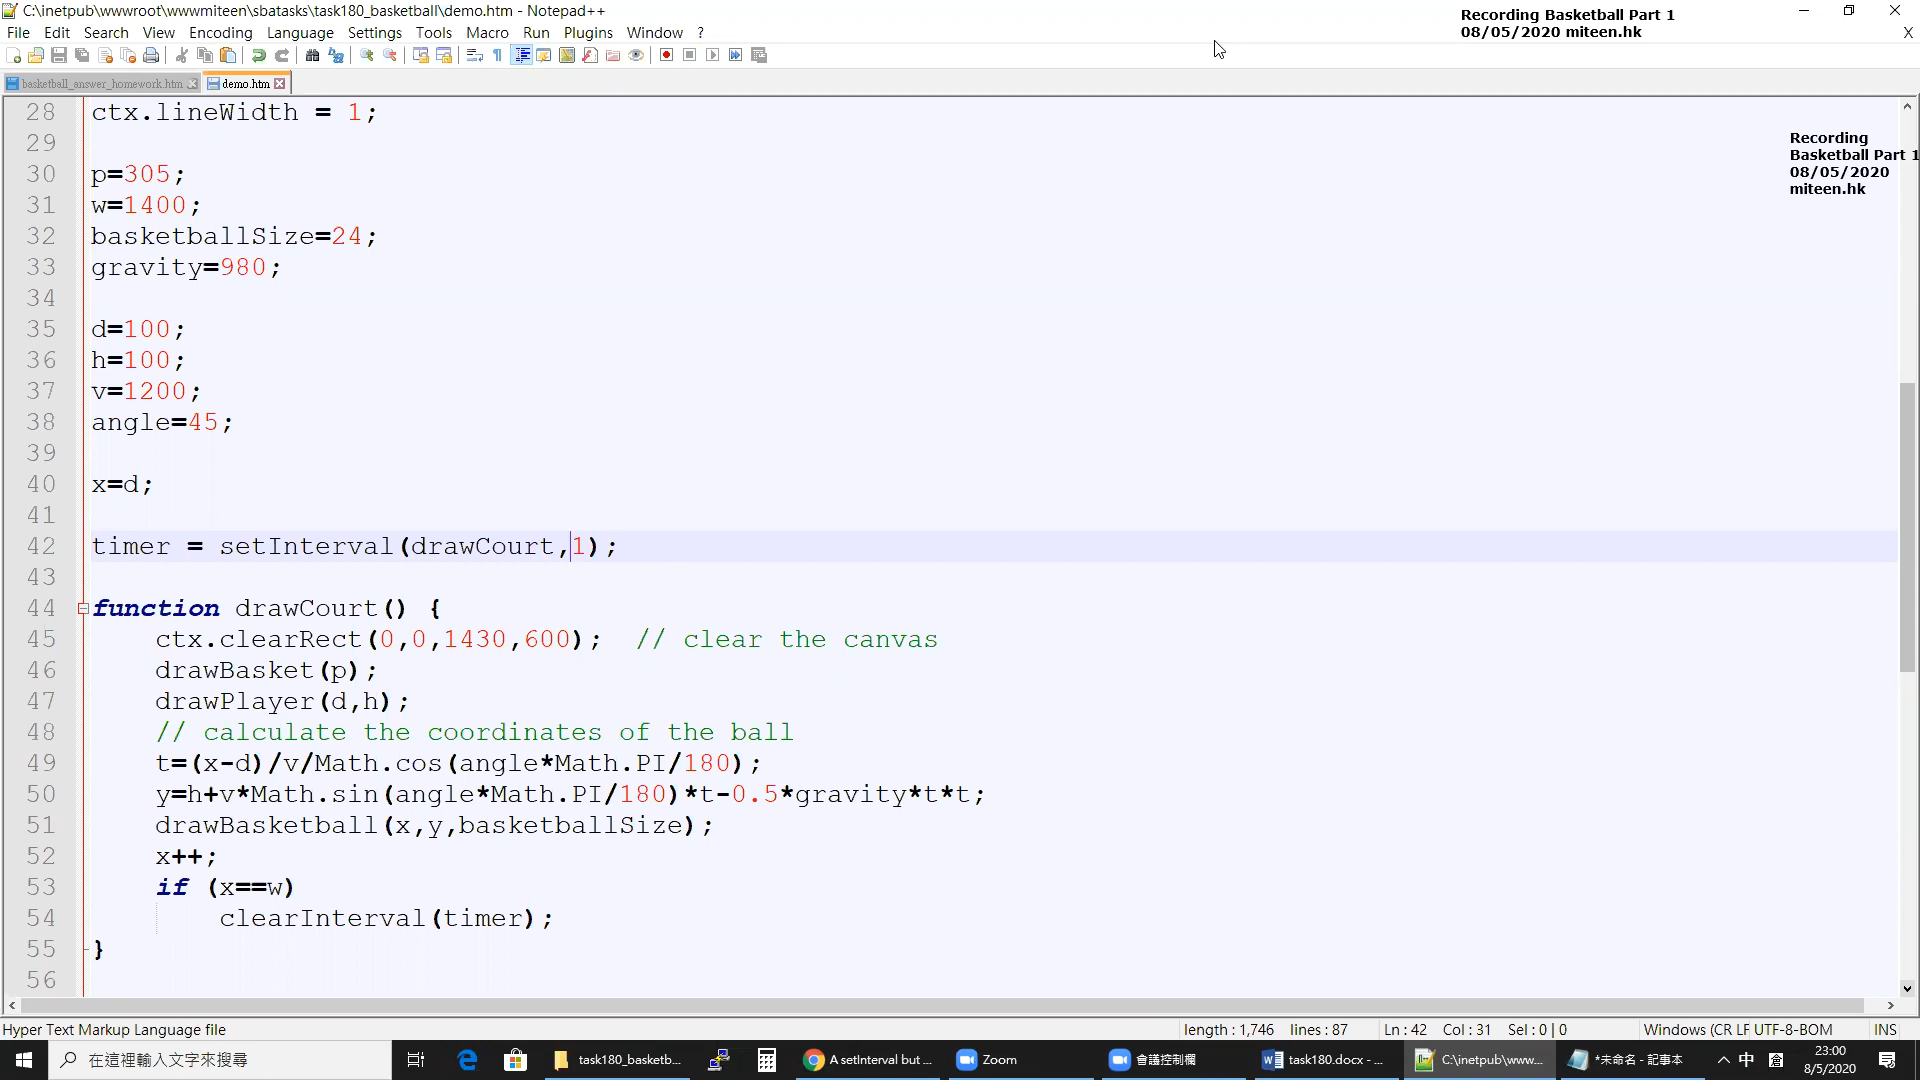 C:\inetpub\wwwroot\wwwmiteen\sbatasks\task180_basketball\demo.htm - Notepad++
Recording Basketball Part 1
08/05/2020 miteen.hk
File Edit Search View Encoding Language Settings Tools Macro Run Plugins Window ? X
basketball_answer_homework.htm demo.htm
28 ctx.lineWidth = 1;
29
30 p=305;
31 w=1400;
32 basketballSize=24;
33 gravity=980;
34
35 d=100;
36 h=100;
37 v=1200;
38 angle=45;
39
40 x=d;
41
42 timer = setInterval(drawCourt,1);
43
44 function drawCourt() {
45 ctx.clearRect(0,0,1430,600); // clear the canvas
46 drawBasket(p);
47 drawPlayer(d,h);
48 // calculate the coordinates of the ball
49 t=(x-d)/v/Math.cos(angle*Math.PI/180);
50 y=h+v*Math.sin(angle*Math.PI/180)*t-0.5*gravity*t*t;
51 drawBasketball(x,y,basketballSize);
52 x++;
53 if (x==w)
54 clearInterval(timer);
55 }
56
Recording
Basketball Part 1
08/05/2020
miteen.hk
Hyper Text Markup Language file length : 1,746 lines : 87 Ln : 42 Col : 31 Sel : 0 | 0 Windows (CR LF UTF-8-BOM INS
在這裡輸入文字來搜尋 task180_basketb... A setInterval but ... Zoom 會議控制欄 task180.docx - ... C:\inetpub\www... *未命名 - 記事本 中 倉 23:00
8/5/2020